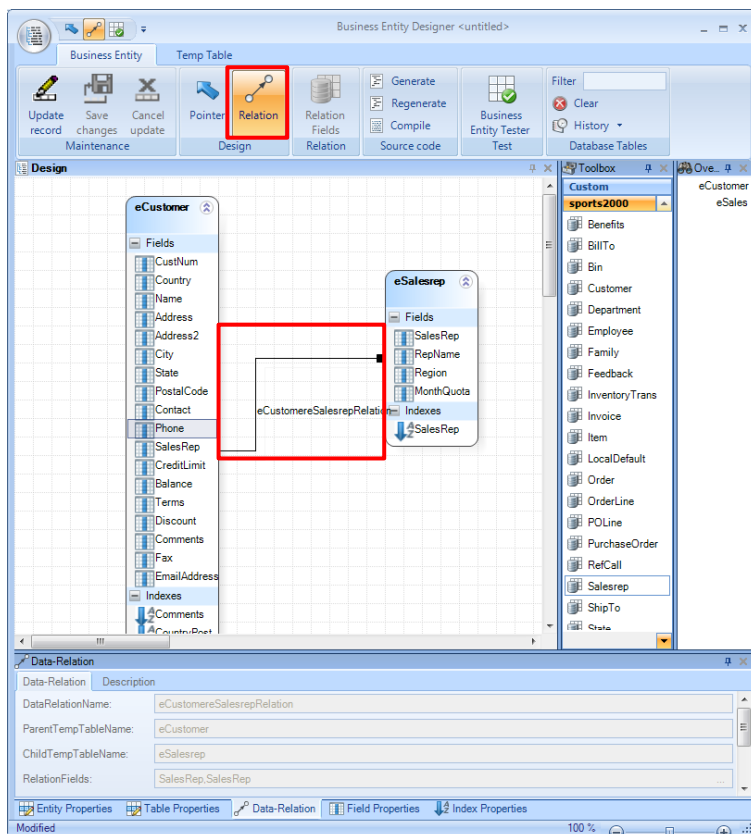 Business Entity Designer <untitled>
Business Entity Temp Table
Update record
Save changes
Cancel update
Maintenance
Pointer
Relation
Design
Relation Fields
Relation
Generate
Regenerate
Compile
Source code
Business Entity Tester
Test
Filter
Clear
History
Database Tables
Design
eCustomer
Fields
CustNum
Country
Name
Address
Address2
City
State
PostalCode
Contact
Phone
SalesRep
CreditLimit
Balance
Terms
Discount
Comments
Fax
EmailAddress
Indexes
Comments
CountryPost
eCustomereSalesrepRelation
eSalesrep
Fields
SalesRep
RepName
Region
MonthQuota
Indexes
SalesRep
Toolbox
Custom
sports2000
Benefits
BillTo
Bin
Customer
Department
Employee
Family
Feedback
InventoryTrans
Invoice
Item
LocalDefault
Order
OrderLine
POLine
PurchaseOrder
RefCall
Salesrep
ShipTo
State
Ove...
eCustomer
eSales
Data-Relation
Data-Relation Description
DataRelationName: eCustomereSalesrepRelation
ParentTempTableName: eCustomer
ChildTempTableName: eSalesrep
RelationFields: SalesRep,SalesRep ...
Entity Properties Table Properties Data-Relation Field Properties Index Properties
Modified 100 %